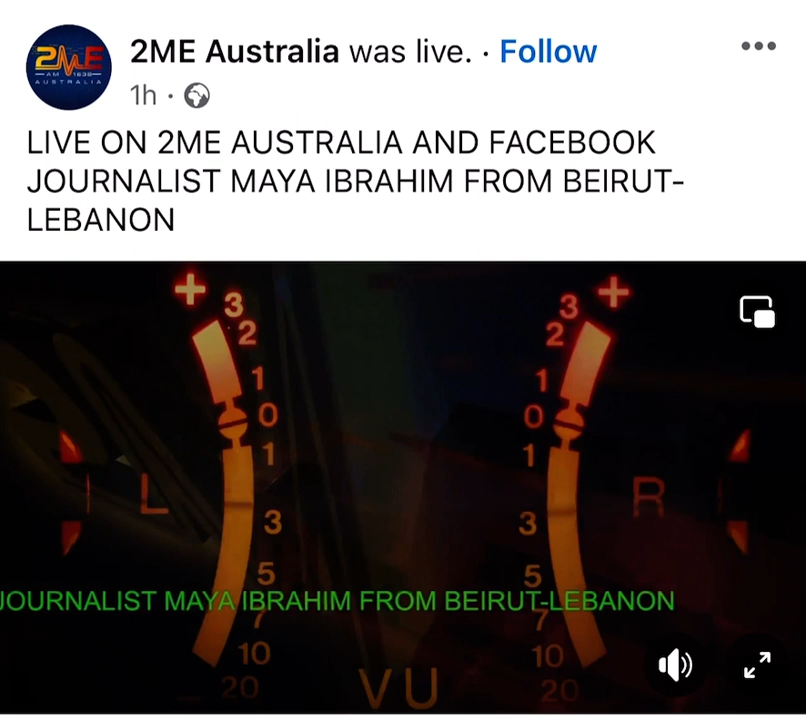 2ME
AM 1638
AUSTRALIA
2ME Australia was live. · Follow
1h ·
LIVE ON 2ME AUSTRALIA AND FACEBOOK
JOURNALIST MAYA IBRAHIM FROM BEIRUT-
LEBANON
+ 3 3 +
2 2
1 1
0 0
1 1
L R
3 3
5 5
JOURNALIST MAYA IBRAHIM FROM BEIRUT-LEBANON
7 7
10 10
20 VU 20